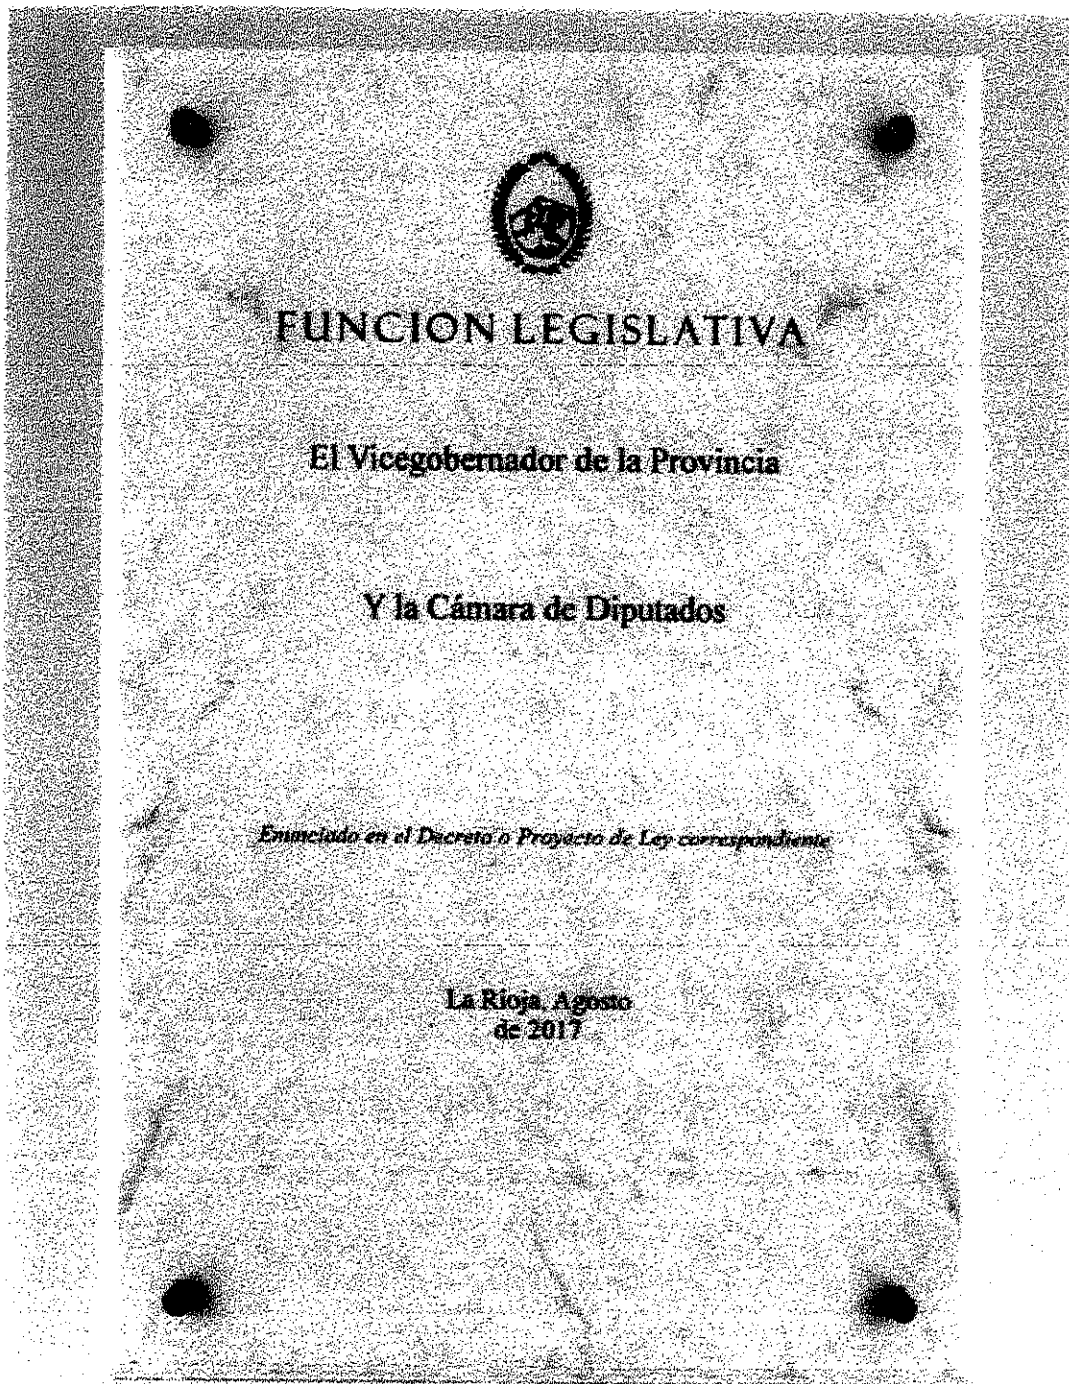 FUNCION LEGISLATIVA
El Vicegobernador de la Provincia
Y la Cámara de Diputados
Enunciado en el Decreto o Proyecto de Ley correspondiente
La Rioja, Agosto
de 2017